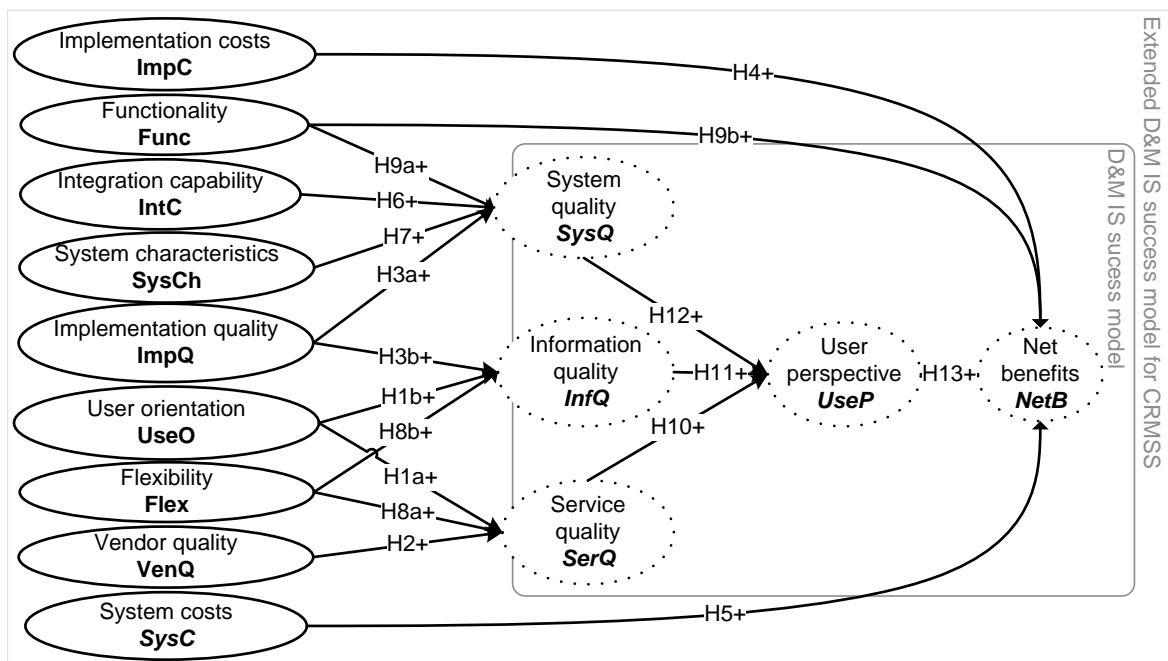 Implementation costs
ImpC
Functionality
Func
Integration capability
IntC
System characteristics
SysCh
Implementation quality
ImpQ
User orientation
UseO
Flexibility
Flex
Vendor quality
VenQ
System costs
SysC
H4+
H9b+
H9a+
H6+
H7+
H3a+
H3b+
H1b+
H8b+
H1a+
H8a+
H2+
H5+
System
quality
SysQ
Information
quality
InfQ
Service
quality
SerQ
H12+
H11+
H10+
User
perspective
UseP
H13+
Net
benefits
NetB
D&M IS sucess model
Extended D&M IS success model for CRMSS